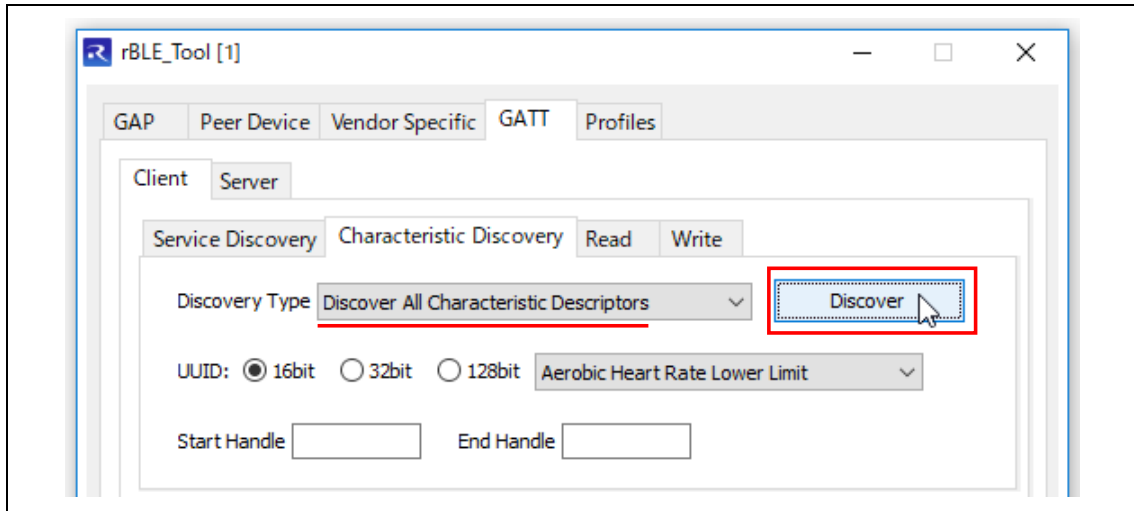 rBLE_Tool [1]
GAP Peer Device Vendor Specific GATT Profiles
Client Server
Service Discovery Characteristic Discovery Read Write
Discovery Type Discover All Characteristic Descriptors Discover
UUID: 16bit 32bit 128bit Aerobic Heart Rate Lower Limit
Start Handle End Handle